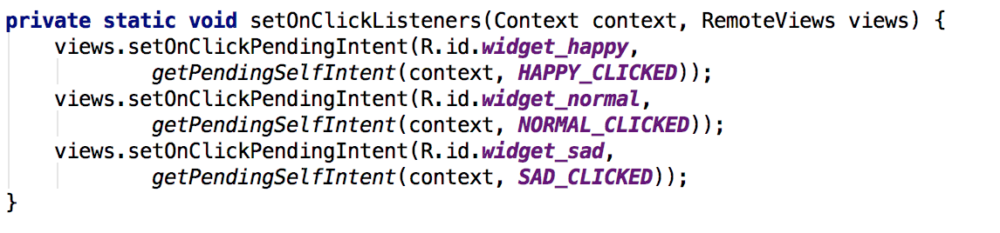 private static void setOnClickListeners(Context context, RemoteViews views) {
views.setOnClickPendingIntent(R.id.widget_happy,
getPendingSelfIntent(context, HAPPY_CLICKED));
views.setOnClickPendingIntent(R.id.widget_normal,
getPendingSelfIntent(context, NORMAL_CLICKED));
views.setOnClickPendingIntent(R.id.widget_sad,
getPendingSelfIntent(context, SAD_CLICKED));
}